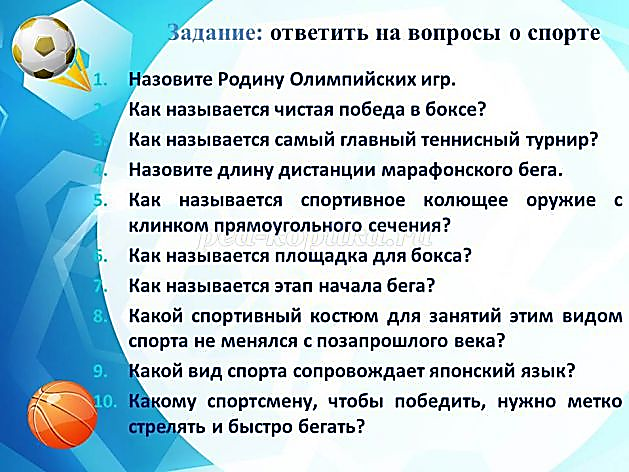 Задание: ответить на вопросы о спорте
1. Назовите Родину Олимпийских игр.
2. Как называется чистая победа в боксе?
3. Как называется самый главный теннисный турнир?
4. Назовите длину дистанции марафонского бега.
5. Как называется спортивное колющее оружие с
клинком прямоугольного сечения?
6. Как называется площадка для бокса?
7. Как называется этап начала бега?
8. Какой спортивный костюм для занятий этим видом
спорта не менялся с позапрошлого века?
9. Какой вид спорта сопровождает японский язык?
10. Какому спортсмену, чтобы победить, нужно метко
стрелять и быстро бегать?